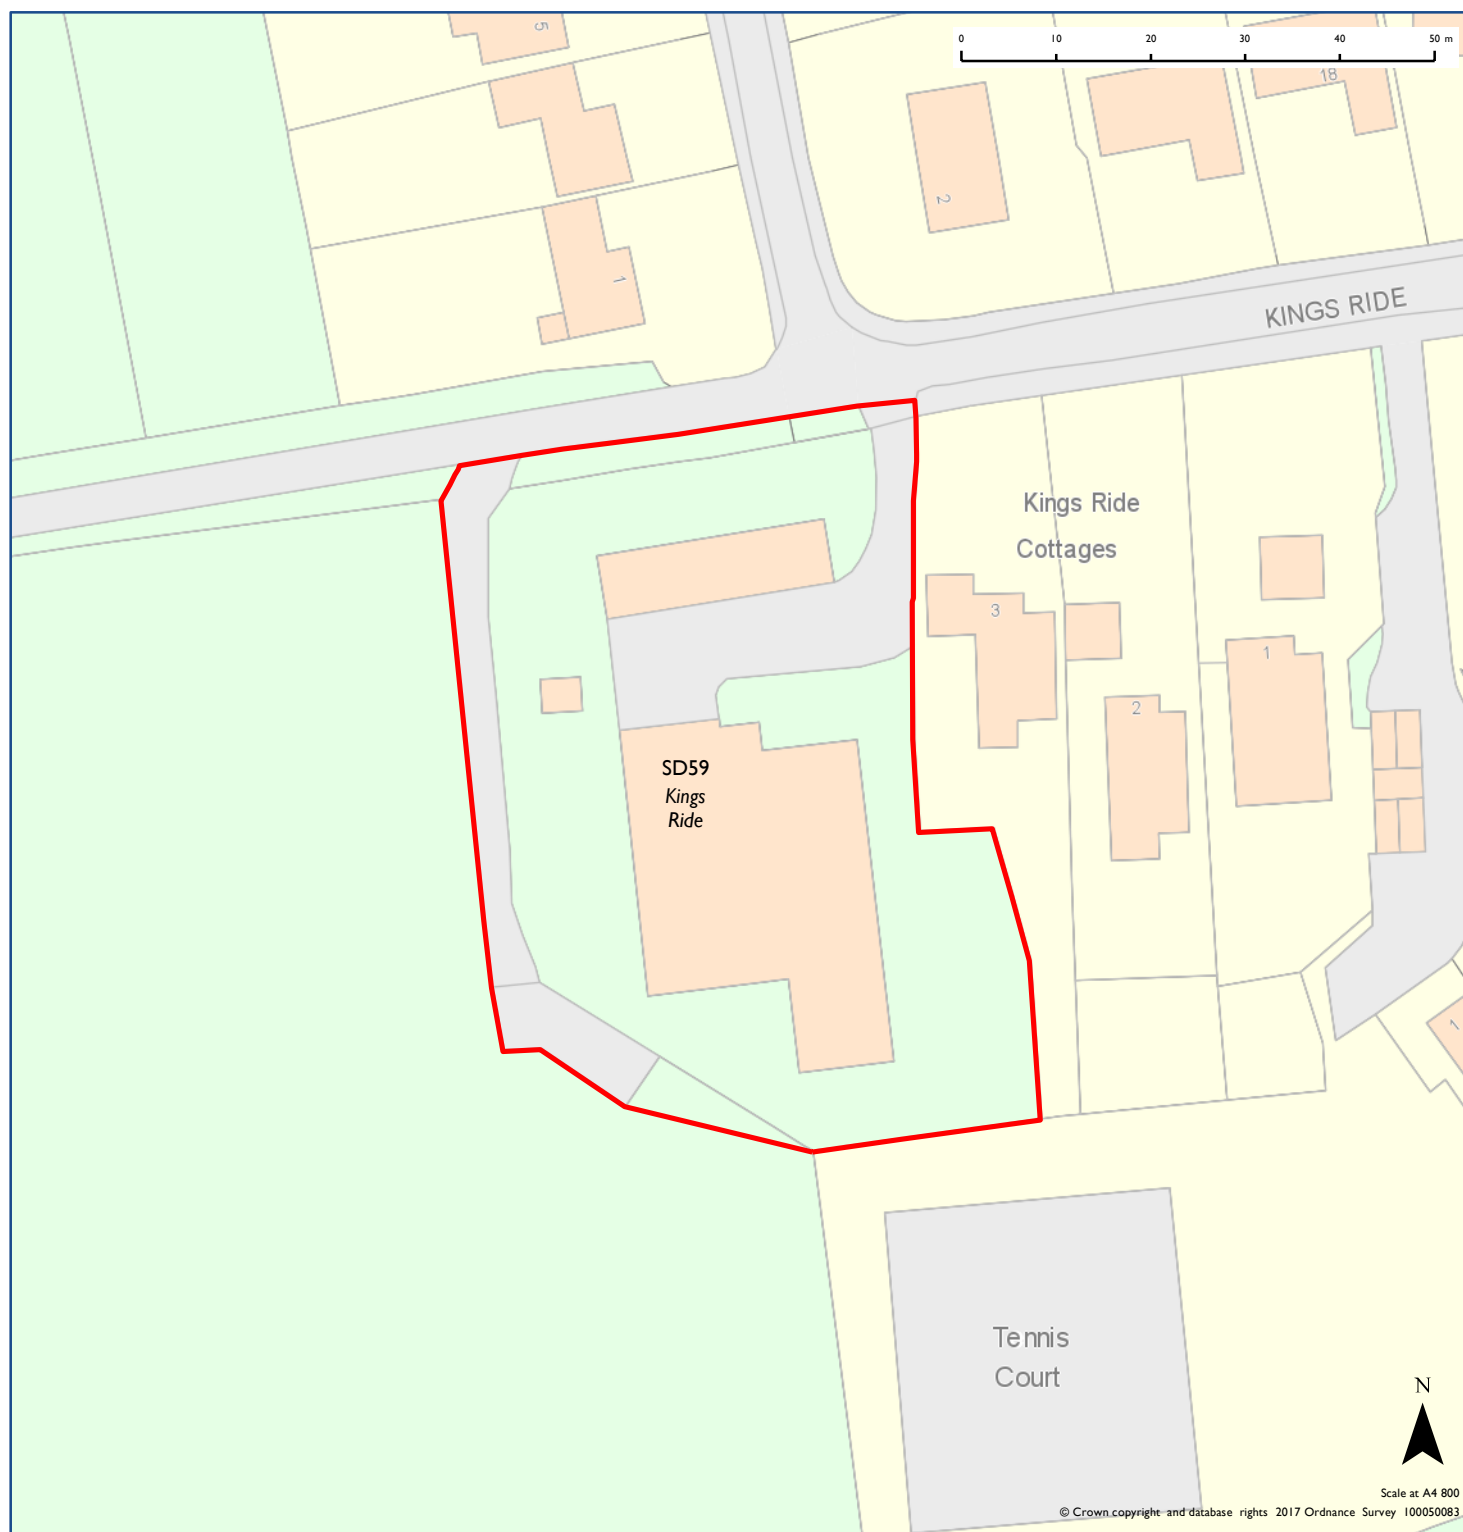 5
0 10 20 30 40 50 m
18
2
1
KINGS RIDE
Kings Ride
Cottages
3
1
2
SD59
Kings
Ride
1
Tennis
Court
N
Scale at A4 800
© Crown copyright and database rights 2017 Ordnance Survey 100050083